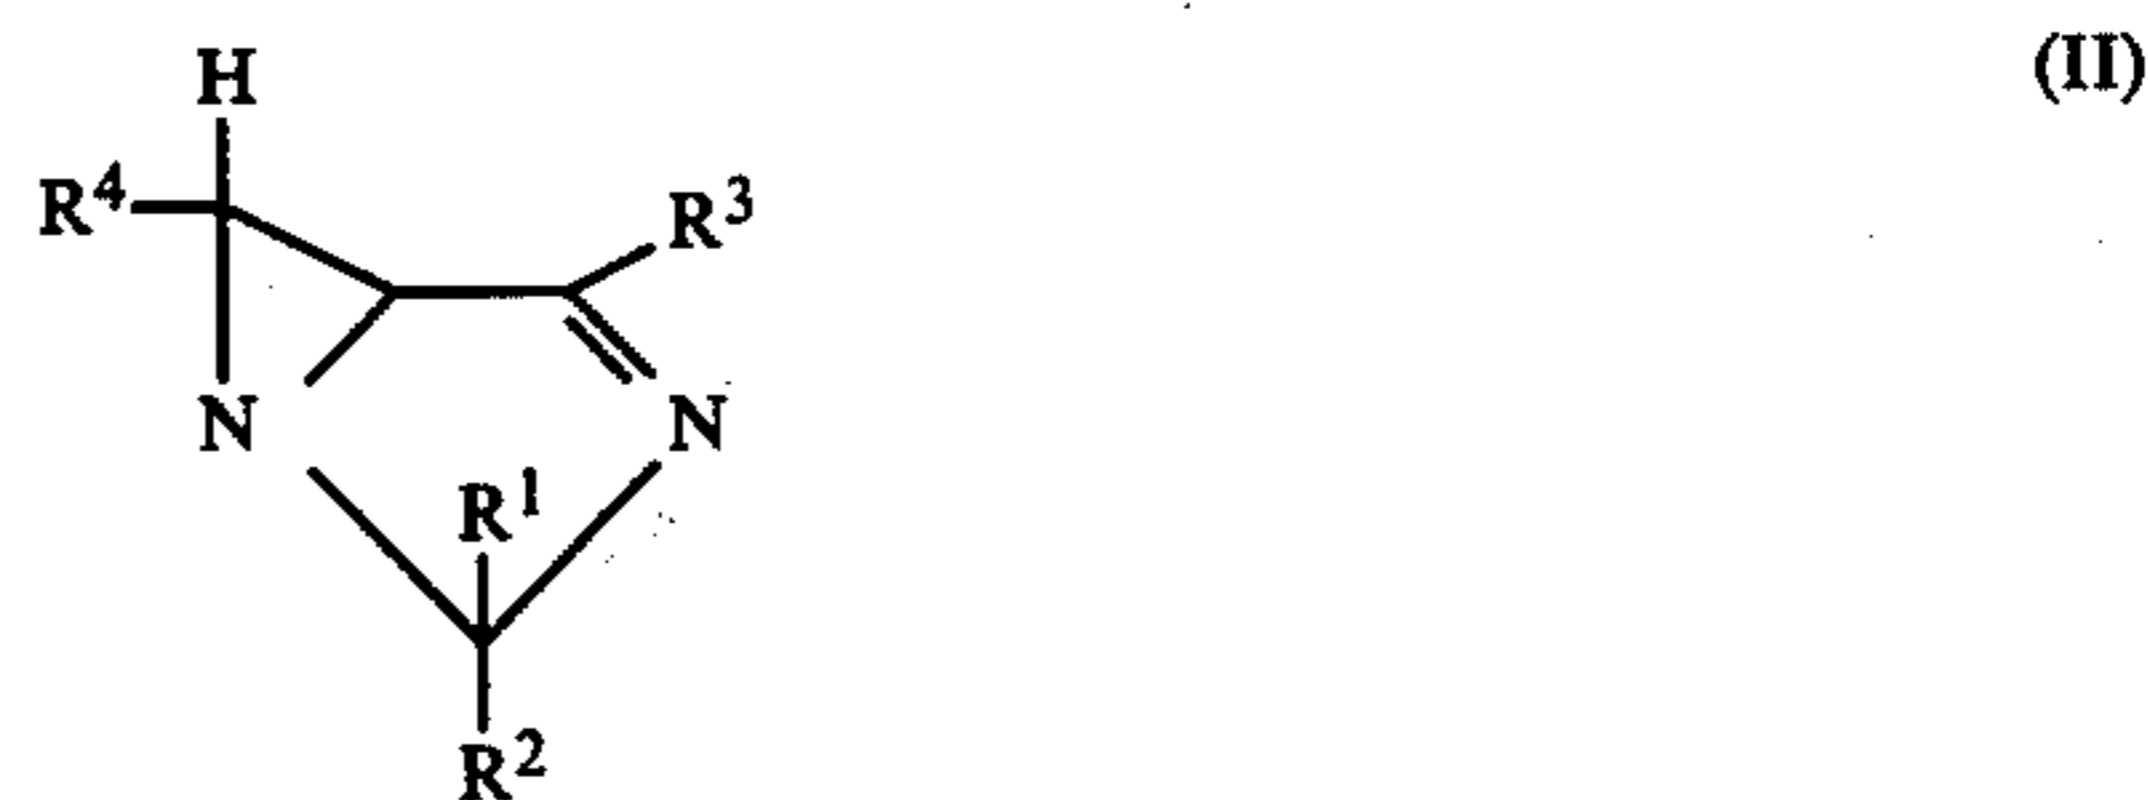 H (II)
R⁴ R³
N N
R¹
R²